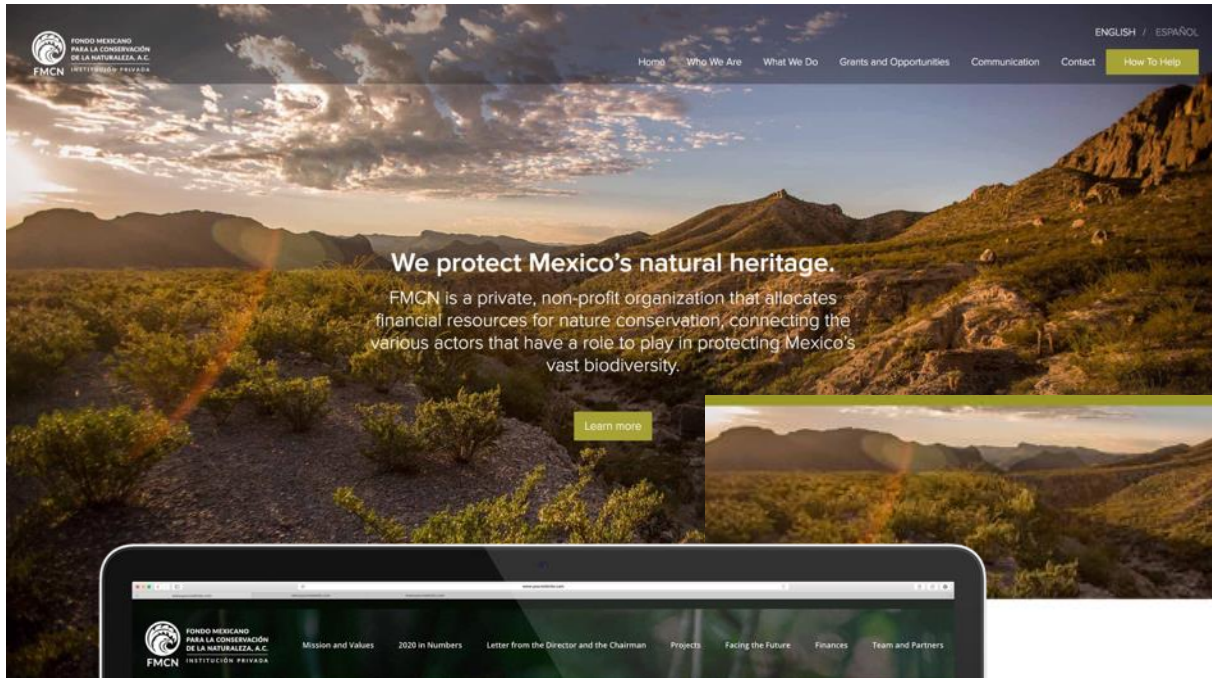 FONDO MEXICANO
PARA LA CONSERVACIÓN
DE LA NATURALEZA, A.C.
FMCN INSTITUCIÓN PRIVADA
ENGLISH / ESPAÑOL
Home Who We Are What We Do Grants and Opportunities Communication Contact How To Help
We protect Mexico's natural heritage.
FMCN is a private, non-profit organization that allocates
financial resources for nature conservation, connecting the
various actors that have a role to play in protecting Mexico's
vast biodiversity.
Learn more
www.yourwebsite.com
FONDO MEXICANO
PARA LA CONSERVACIÓN
DE LA NATURALEZA, A.C.
FMCN INSTITUCIÓN PRIVADA
Mission and Values 2020 in Numbers Letter from the Director and the Chairman Projects Facing the Future Finances Team and Partners